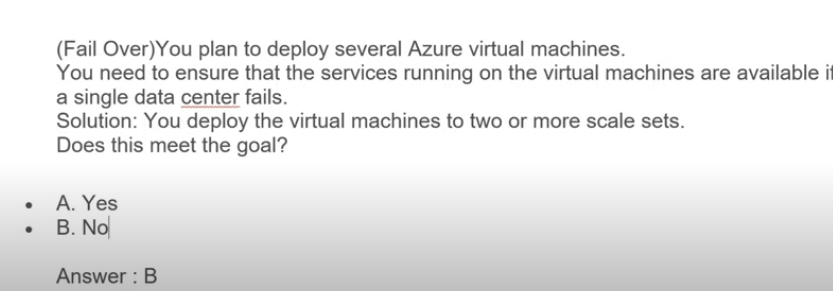 (Fail Over)You plan to deploy several Azure virtual machines.
You need to ensure that the services running on the virtual machines are available if
a single data center fails.
Solution: You deploy the virtual machines to two or more scale sets.
Does this meet the goal?
• A. Yes
• B. No
Answer : B